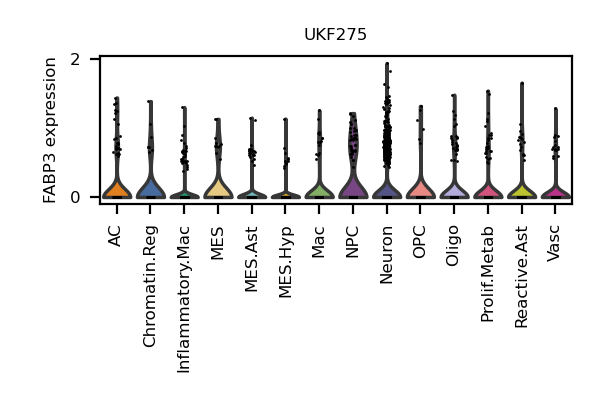 UKF275
FABP3 expression
2
0
AC
Chromatin.Reg
Inflammatory.Mac
MES
MES.Ast
MES.Hyp
Mac
NPC
Neuron
OPC
Oligo
Prolif.Metab
Reactive.Ast
Vasc